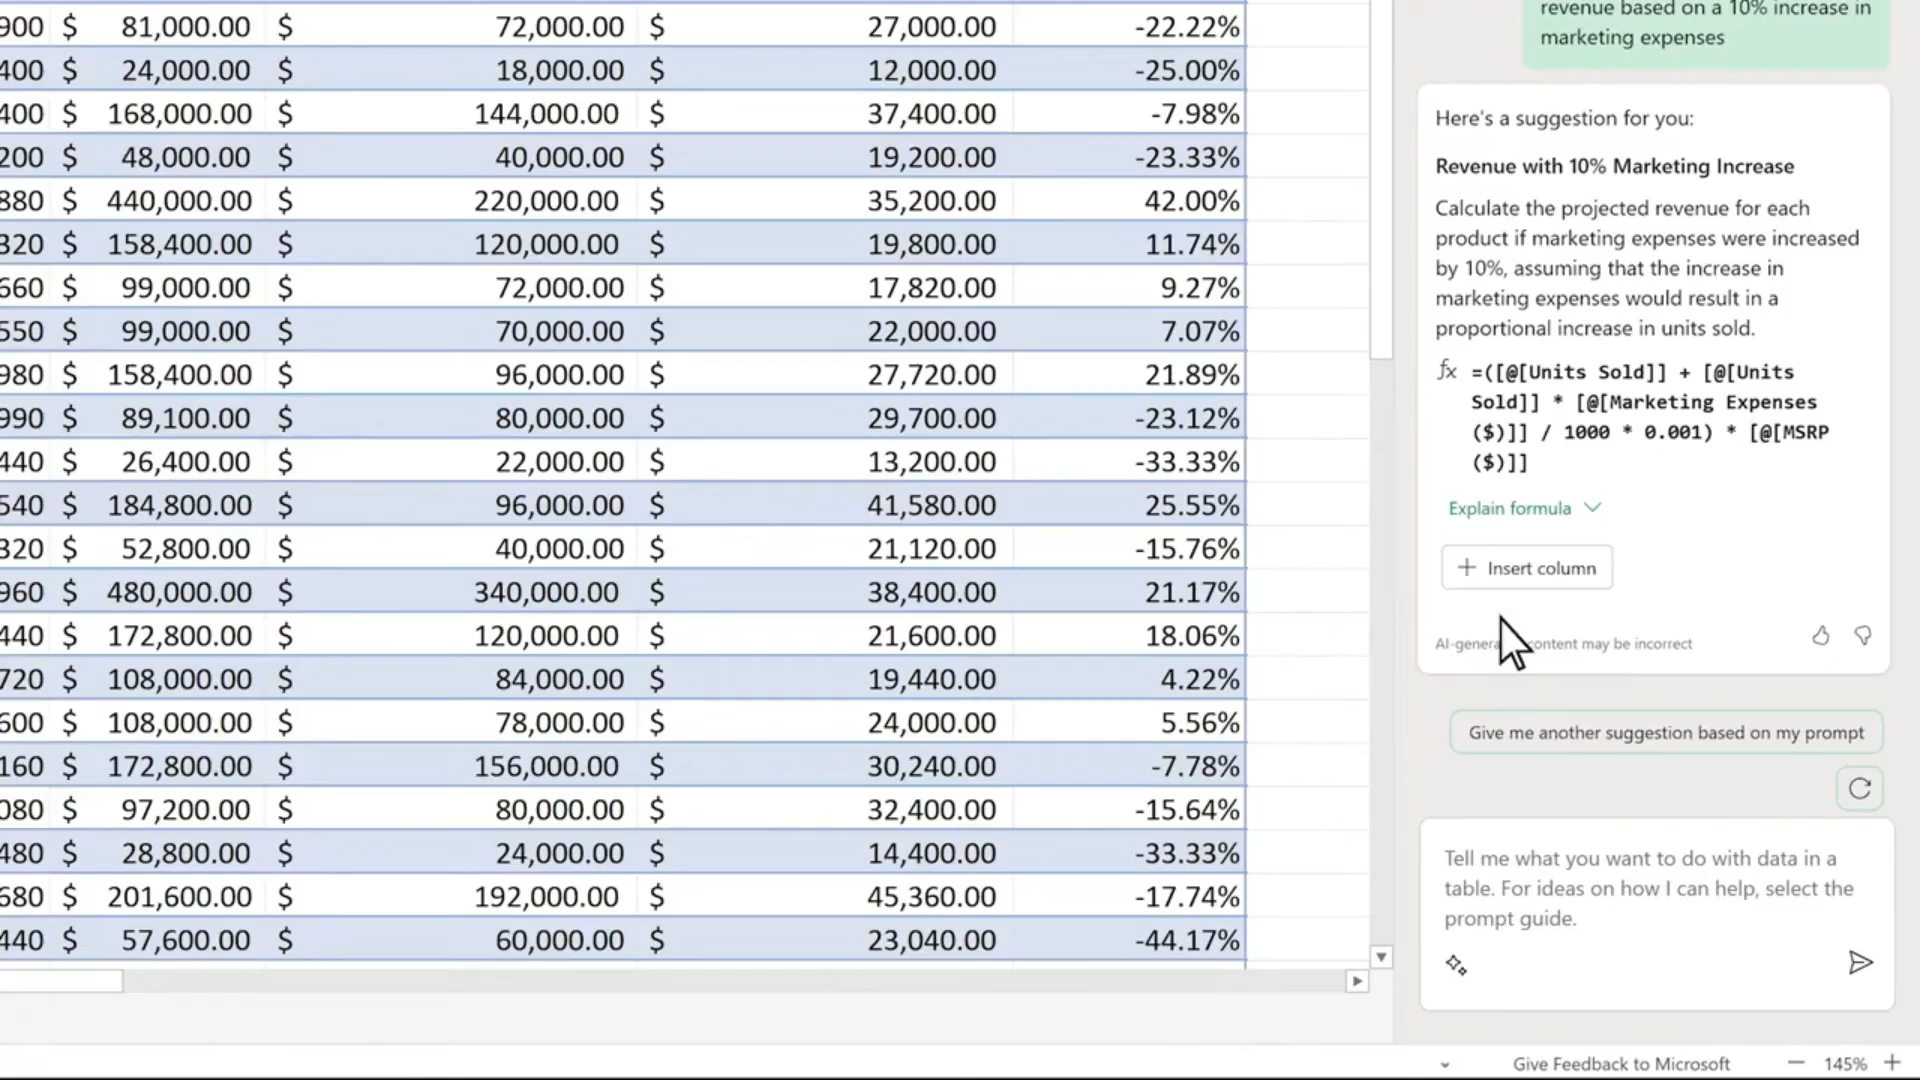 900 $ 81,000.00 $ 72,000.00 $ 27,000.00 -22.22%
400 $ 24,000.00 $ 18,000.00 $ 12,000.00 -25.00%
400 $ 168,000.00 $ 144,000.00 $ 37,400.00 -7.98%
200 $ 48,000.00 $ 40,000.00 $ 19,200.00 -23.33%
880 $ 440,000.00 $ 220,000.00 $ 35,200.00 42.00%
320 $ 158,400.00 $ 120,000.00 $ 19,800.00 11.74%
660 $ 99,000.00 $ 72,000.00 $ 17,820.00 9.27%
550 $ 99,000.00 $ 70,000.00 $ 22,000.00 7.07%
980 $ 158,400.00 $ 96,000.00 $ 27,720.00 21.89%
990 $ 89,100.00 $ 80,000.00 $ 29,700.00 -23.12%
440 $ 26,400.00 $ 22,000.00 $ 13,200.00 -33.33%
540 $ 184,800.00 $ 96,000.00 $ 41,580.00 25.55%
320 $ 52,800.00 $ 40,000.00 $ 21,120.00 -15.76%
960 $ 480,000.00 $ 340,000.00 $ 38,400.00 21.17%
440 $ 172,800.00 $ 120,000.00 $ 21,600.00 18.06%
720 $ 108,000.00 $ 84,000.00 $ 19,440.00 4.22%
600 $ 108,000.00 $ 78,000.00 $ 24,000.00 5.56%
160 $ 172,800.00 $ 156,000.00 $ 30,240.00 -7.78%
080 $ 97,200.00 $ 80,000.00 $ 32,400.00 -15.64%
480 $ 28,800.00 $ 24,000.00 $ 14,400.00 -33.33%
680 $ 201,600.00 $ 192,000.00 $ 45,360.00 -17.74%
440 $ 57,600.00 $ 60,000.00 $ 23,040.00 -44.17%
revenue based on a 10% increase in
marketing expenses
Here's a suggestion for you:
Revenue with 10% Marketing Increase
Calculate the projected revenue for each
product if marketing expenses were increased
by 10%, assuming that the increase in
marketing expenses would result in a
proportional increase in units sold.
fx =([@[Units Sold]] + [@[Units
Sold]] * [@[Marketing Expenses
($)]] / 1000 * 0.001) * [@[MSRP
($)]]
Explain formula
+ Insert column
AI-genera content may be incorrect
Give me another suggestion based on my prompt
Tell me what you want to do with data in a
table. For ideas on how I can help, select the
prompt guide.
Give Feedback to Microsoft — 145% +